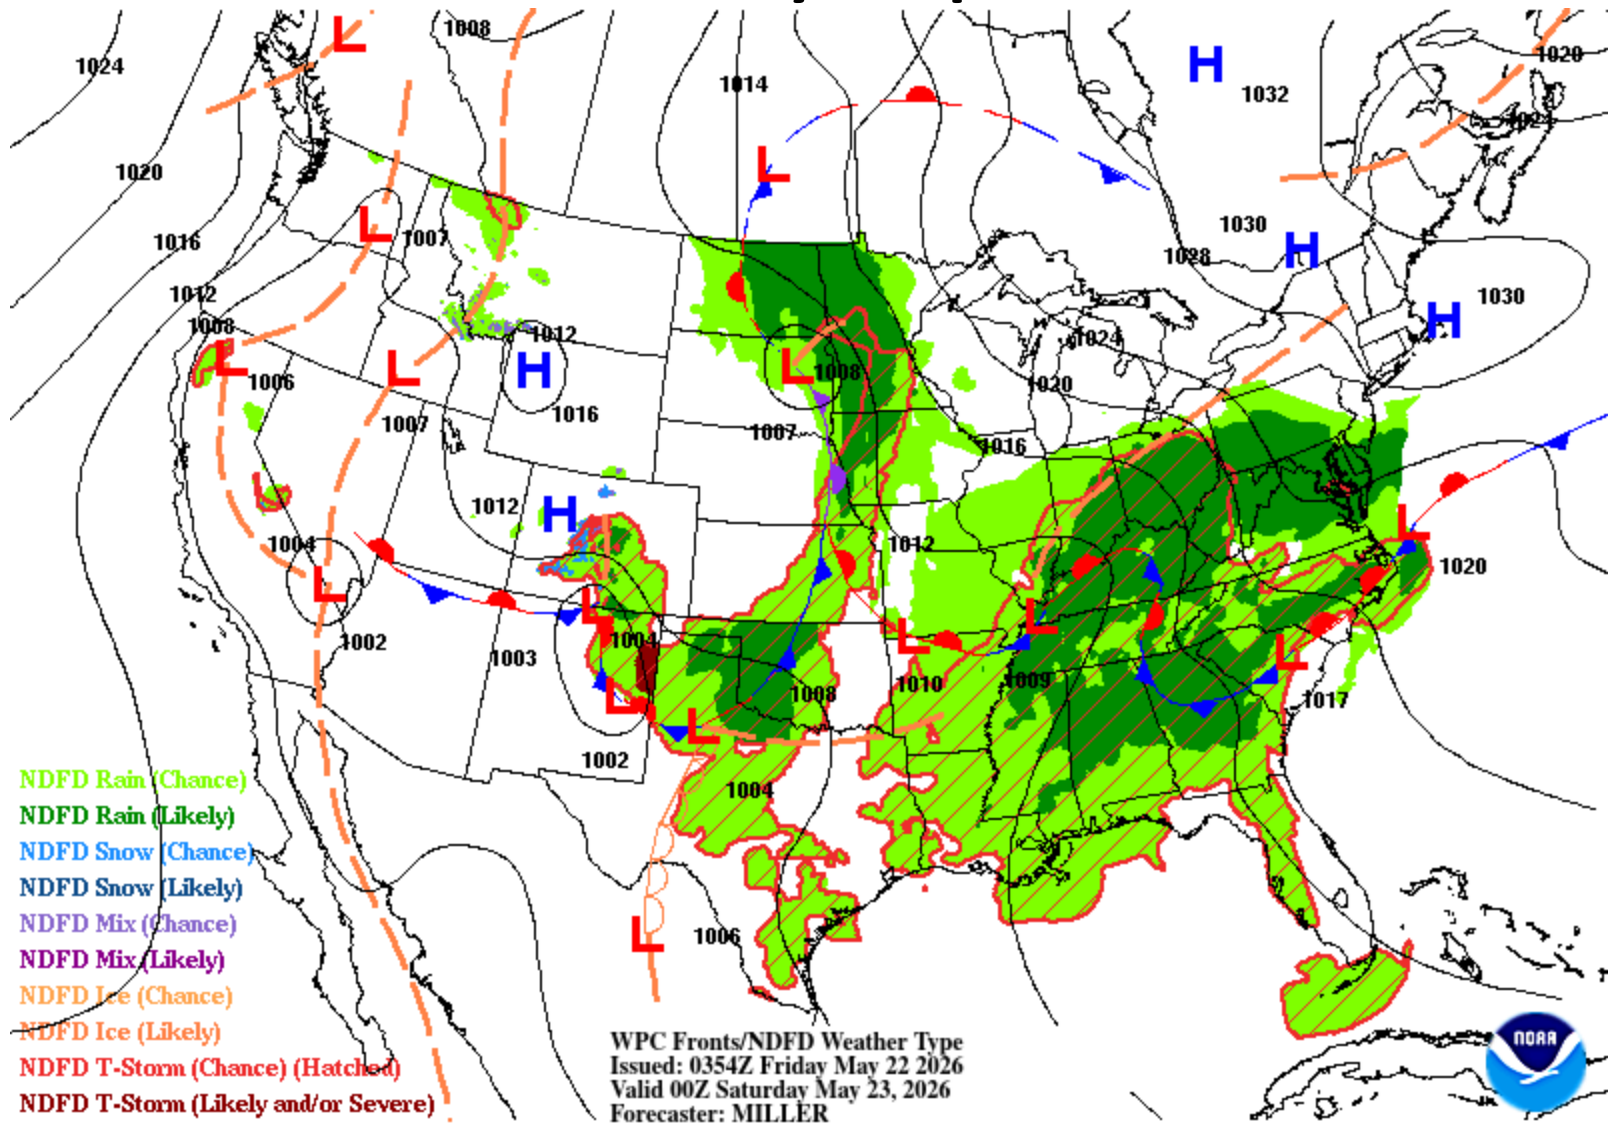 1008
1024
1014
1032
1020
1024
1020
1030
1016
1007
1028
1030
1012
1008
1012
1024
1006
1008
1020
1016
1007
1007
1016
1012
1004
1012
1020
1002
1003
1004
1010
1009
1008
1017
1002
1004
1006
L
H
L
L
H
H
L
L
H
L
H
L
L
L
L
L
L
L
L
L
NDFD Rain (Chance)
NDFD Rain (Likely)
NDFD Snow (Chance)
NDFD Snow (Likely)
NDFD Mix (Chance)
NDFD Mix (Likely)
NDFD Ice (Chance)
NDFD Ice (Likely)
NDFD T-Storm (Chance) (Hatched)
NDFD T-Storm (Likely and/or Severe)
WPC Fronts/NDFD Weather Type
Issued: 0354Z Friday May 22 2026
Valid 00Z Saturday May 23, 2026
Forecaster: MILLER
NOAA